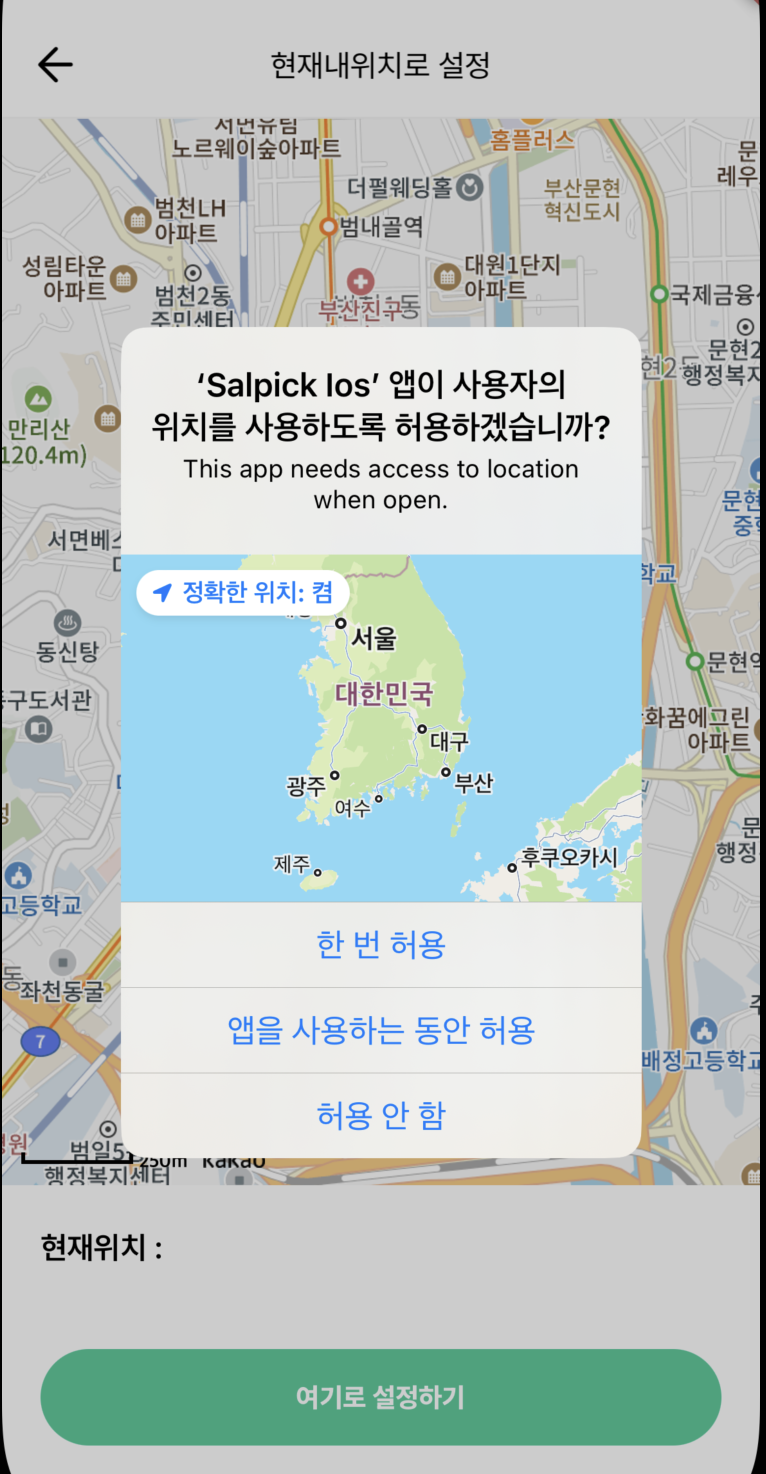 현재내위치로 설정
서면유림
노르웨이숲아파트
홈플러스
더펄웨딩홀
부산문현
혁신도시
범천LH
아파트
범내골역
성림타운
아파트
범천2동
주민센터
대원1단지
아파트
부산진구
국제금융
문현2
행정복지
만리산
120.4m)
서면베스
동신탕
구도서관
고등학교
좌천동굴
7
범일5
행정복지센터
250m kakao
문현
중학
학교
문현역
화꿈에그린
아파트
행정
배정고등학교
‘Salpick Ios’ 앱이 사용자의
위치를 사용하도록 허용하겠습니까?
This app needs access to location
when open.
정확한 위치: 켬
서울
대한민국
대구
광주
부산
여수
제주
후쿠오카시
한 번 허용
앱을 사용하는 동안 허용
허용 안 함
현재위치 :
여기로 설정하기